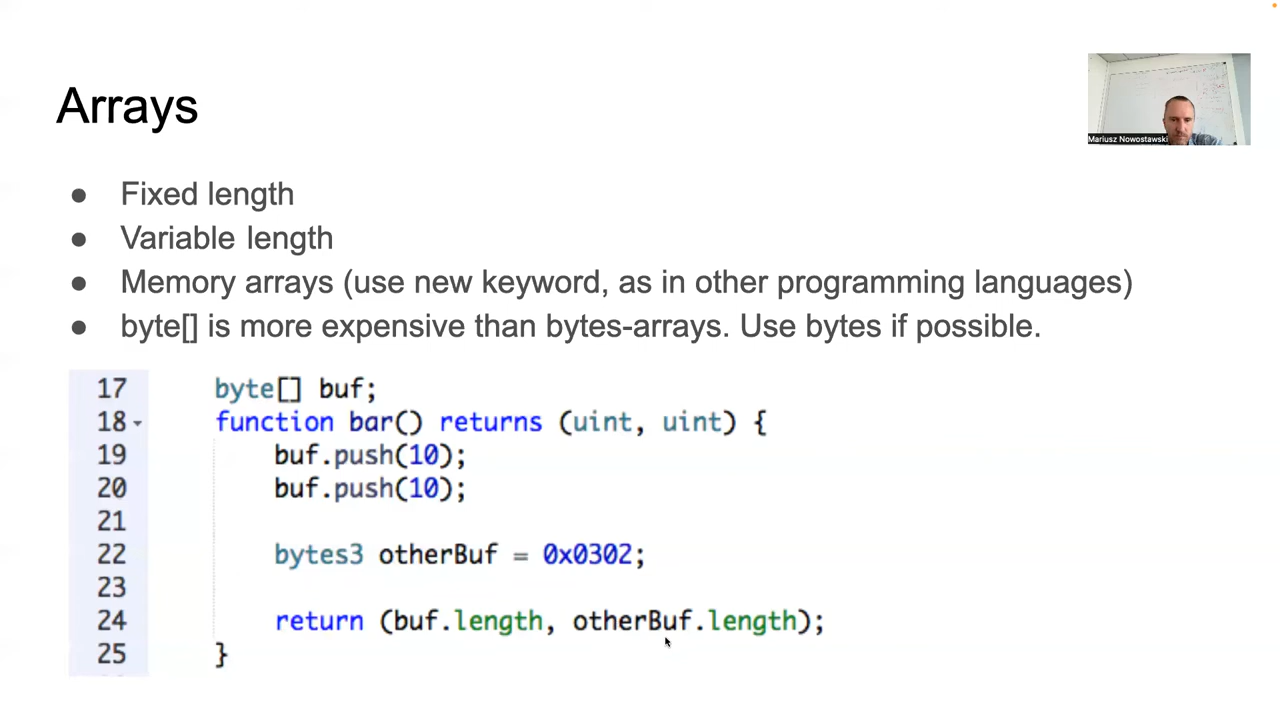 Arrays
Mariusz Nowostawski
● Fixed length
● Variable length
● Memory arrays (use new keyword, as in other programming languages)
● byte[] is more expensive than bytes-arrays. Use bytes if possible.
17 byte[] buf;
18 function bar() returns (uint, uint) {
19 buf.push(10);
20 buf.push(10);
21
22 bytes3 otherBuf = 0x0302;
23
24 return (buf.length, otherBuf.length);
25 }